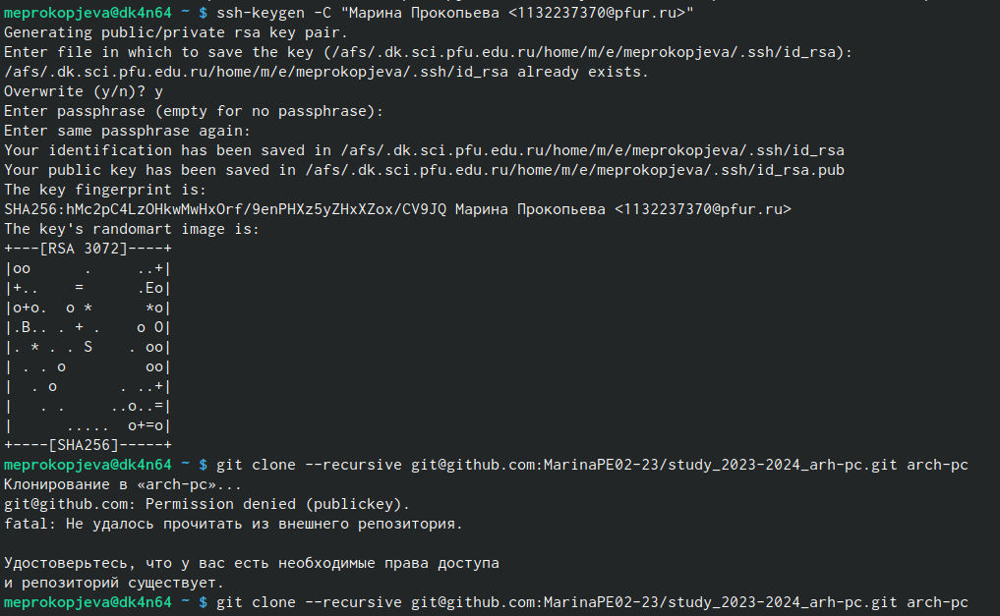 meprokopjeva@dk4n64 ~ $ ssh-keygen -C "Марина Прокопьева <1132237370@pfur.ru>"
Generating public/private rsa key pair.
Enter file in which to save the key (/afs/.dk.sci.pfu.edu.ru/home/m/e/meprokopjeva/.ssh/id_rsa):
/afs/.dk.sci.pfu.edu.ru/home/m/e/meprokopjeva/.ssh/id_rsa already exists.
Overwrite (y/n)? y
Enter passphrase (empty for no passphrase):
Enter same passphrase again:
Your identification has been saved in /afs/.dk.sci.pfu.edu.ru/home/m/e/meprokopjeva/.ssh/id_rsa
Your public key has been saved in /afs/.dk.sci.pfu.edu.ru/home/m/e/meprokopjeva/.ssh/id_rsa.pub
The key fingerprint is:
SHA256:hMc2pC4LzOHkwMwHxOrf/9enPHXz5yZHxXZox/CV9JQ Марина Прокопьева <1132237370@pfur.ru>
The key's randomart image is:
+---[RSA 3072]----+
|oo      .     ..+|
|+..    =      .Eo|
|o+o.  o *      *o|
|.B.. . + .    o O|
|. * . . S    . oo|
| . . o         oo|
|  . o       . ..+|
|   . .     ..o..=|
|      .....  o+=o|
+----[SHA256]-----+
meprokopjeva@dk4n64 ~ $ git clone --recursive git@github.com:MarinaPE02-23/study_2023-2024_arh-pc.git arch-pc
Клонирование в «arch-pc»...
git@github.com: Permission denied (publickey).
fatal: Не удалось прочитать из внешнего репозитория.

Удостоверьтесь, что у вас есть необходимые права доступа
и репозиторий существует.
meprokopjeva@dk4n64 ~ $ git clone --recursive git@github.com:MarinaPE02-23/study_2023-2024_arh-pc.git arch-pc